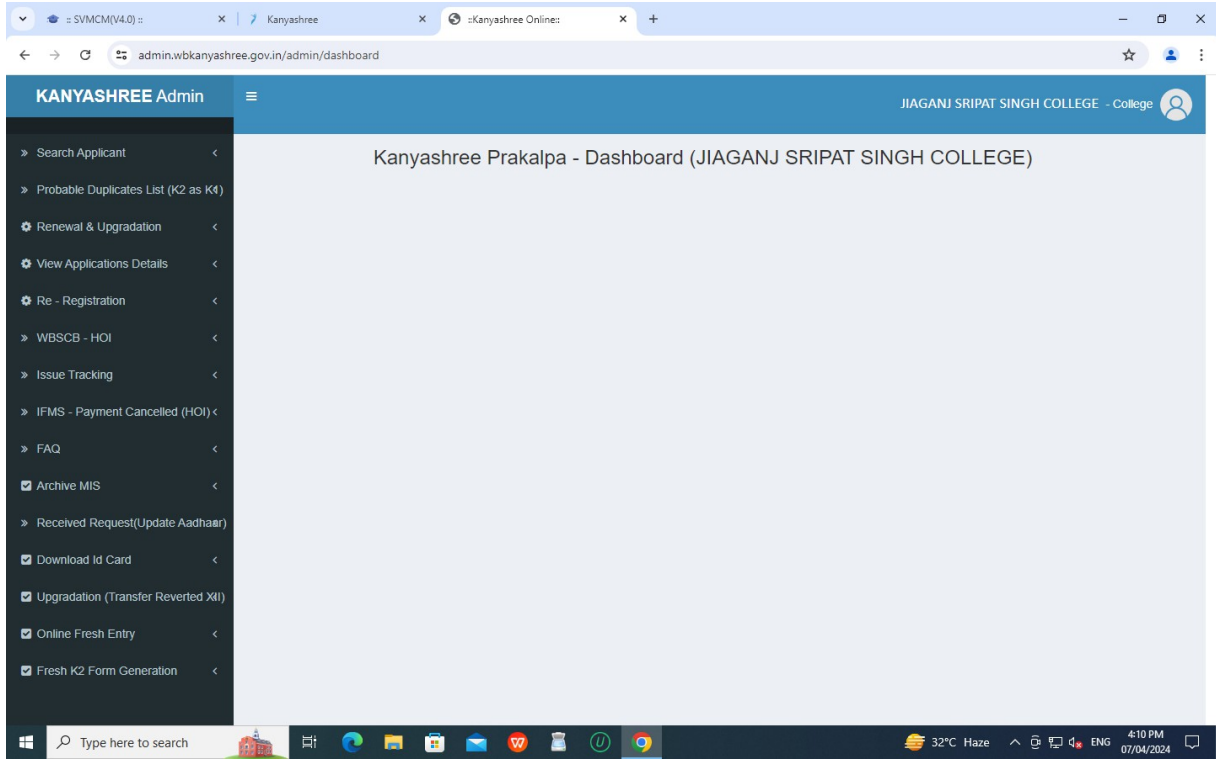 :: SVMCM(V4.0) ::
Kanyashree
::Kanyashree Online::
admin.wbkanyashree.gov.in/admin/dashboard
KANYASHREE Admin
JIAGANJ SRIPAT SINGH COLLEGE - College
Kanyashree Prakalpa - Dashboard (JIAGANJ SRIPAT SINGH COLLEGE)
Search Applicant
Probable Duplicates List (K2 as K1)
Renewal & Upgradation
View Applications Details
Re - Registration
WBSCB - HOI
Issue Tracking
IFMS - Payment Cancelled (HOI)
FAQ
Archive MIS
Received Request(Update Aadhaar)
Download Id Card
Upgradation (Transfer Reverted XII)
Online Fresh Entry
Fresh K2 Form Generation
Type here to search
32°C Haze
ENG
4:10 PM
07/04/2024